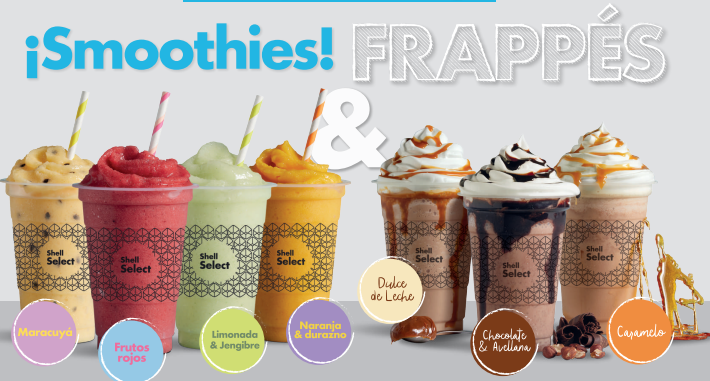 ¡Smoothies! FRAPPÉS
&
Shell
Select
Shell
Select
Shell
Select
Shell
Select
Shell
Select
Shell
Select
Shell
Select
Maracuyá
Frutos
rojos
Limonada
& Jengibre
Naranja
& durazno
Dulce
de Leche
Chocolate
& Avellana
Caramelo